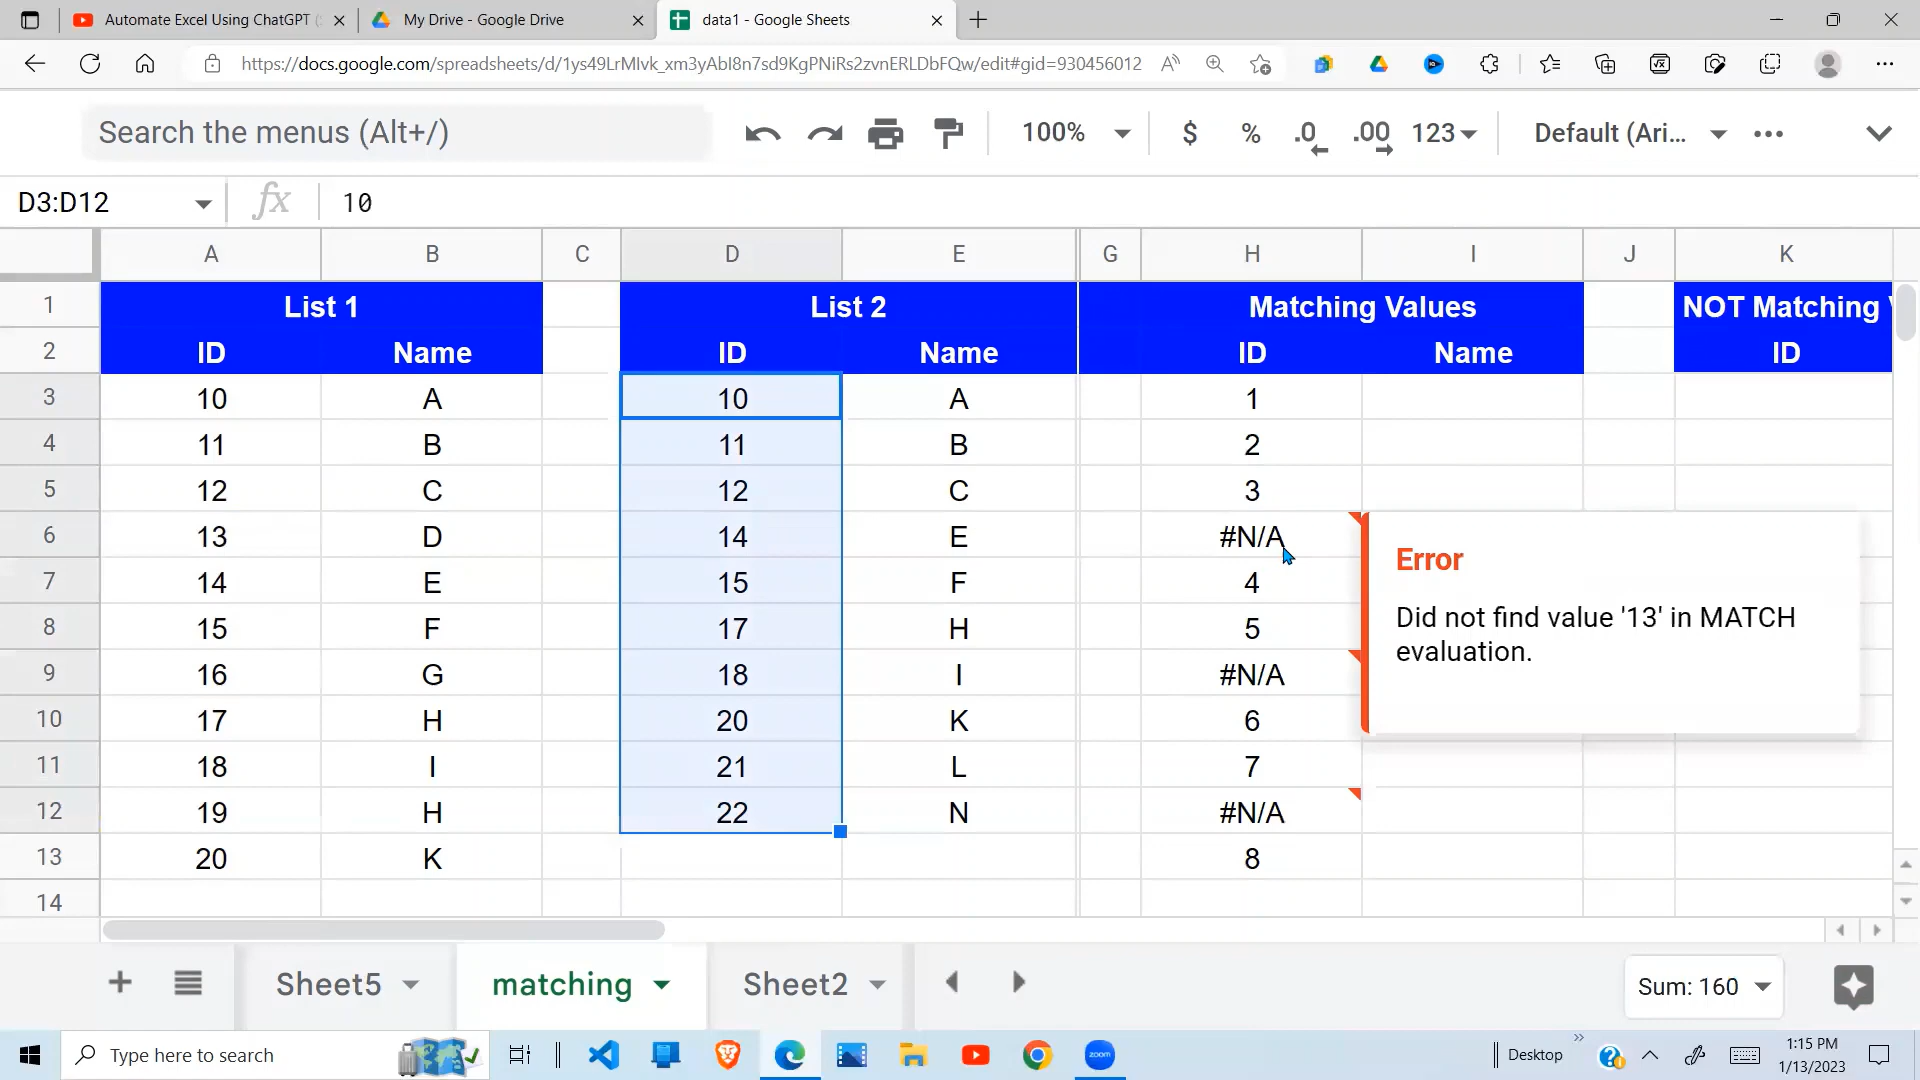 Automate Excel Using ChatGPT (
My Drive - Google Drive
data1 - Google Sheets
https://docs.google.com/spreadsheets/d/1ys49LrMlvk_xm3yAbI8n7sd9KgPNiRs2zvnERLDbFQw/edit#gid=930456012
Search the menus (Alt+/)
100%
$
%
.0
.00
123
Default (Ari...
D3:D12
fx
10
A B C D E G H I J K
1 List 1 List 2 Matching Values NOT Matching
2 ID Name ID Name ID Name ID
3 10 A 10 A 1
4 11 B 11 B 2
5 12 C 12 C 3
6 13 D 14 E #N/A
7 14 E 15 F 4
8 15 F 17 H 5
9 16 G 18 I #N/A
10 17 H 20 K 6
11 18 I 21 L 7
12 19 H 22 N #N/A
13 20 K 8
14
Error
Did not find value '13' in MATCH
evaluation.
Sheet5
matching
Sheet2
Sum: 160
Type here to search
zoom
Desktop
1:15 PM
1/13/2023